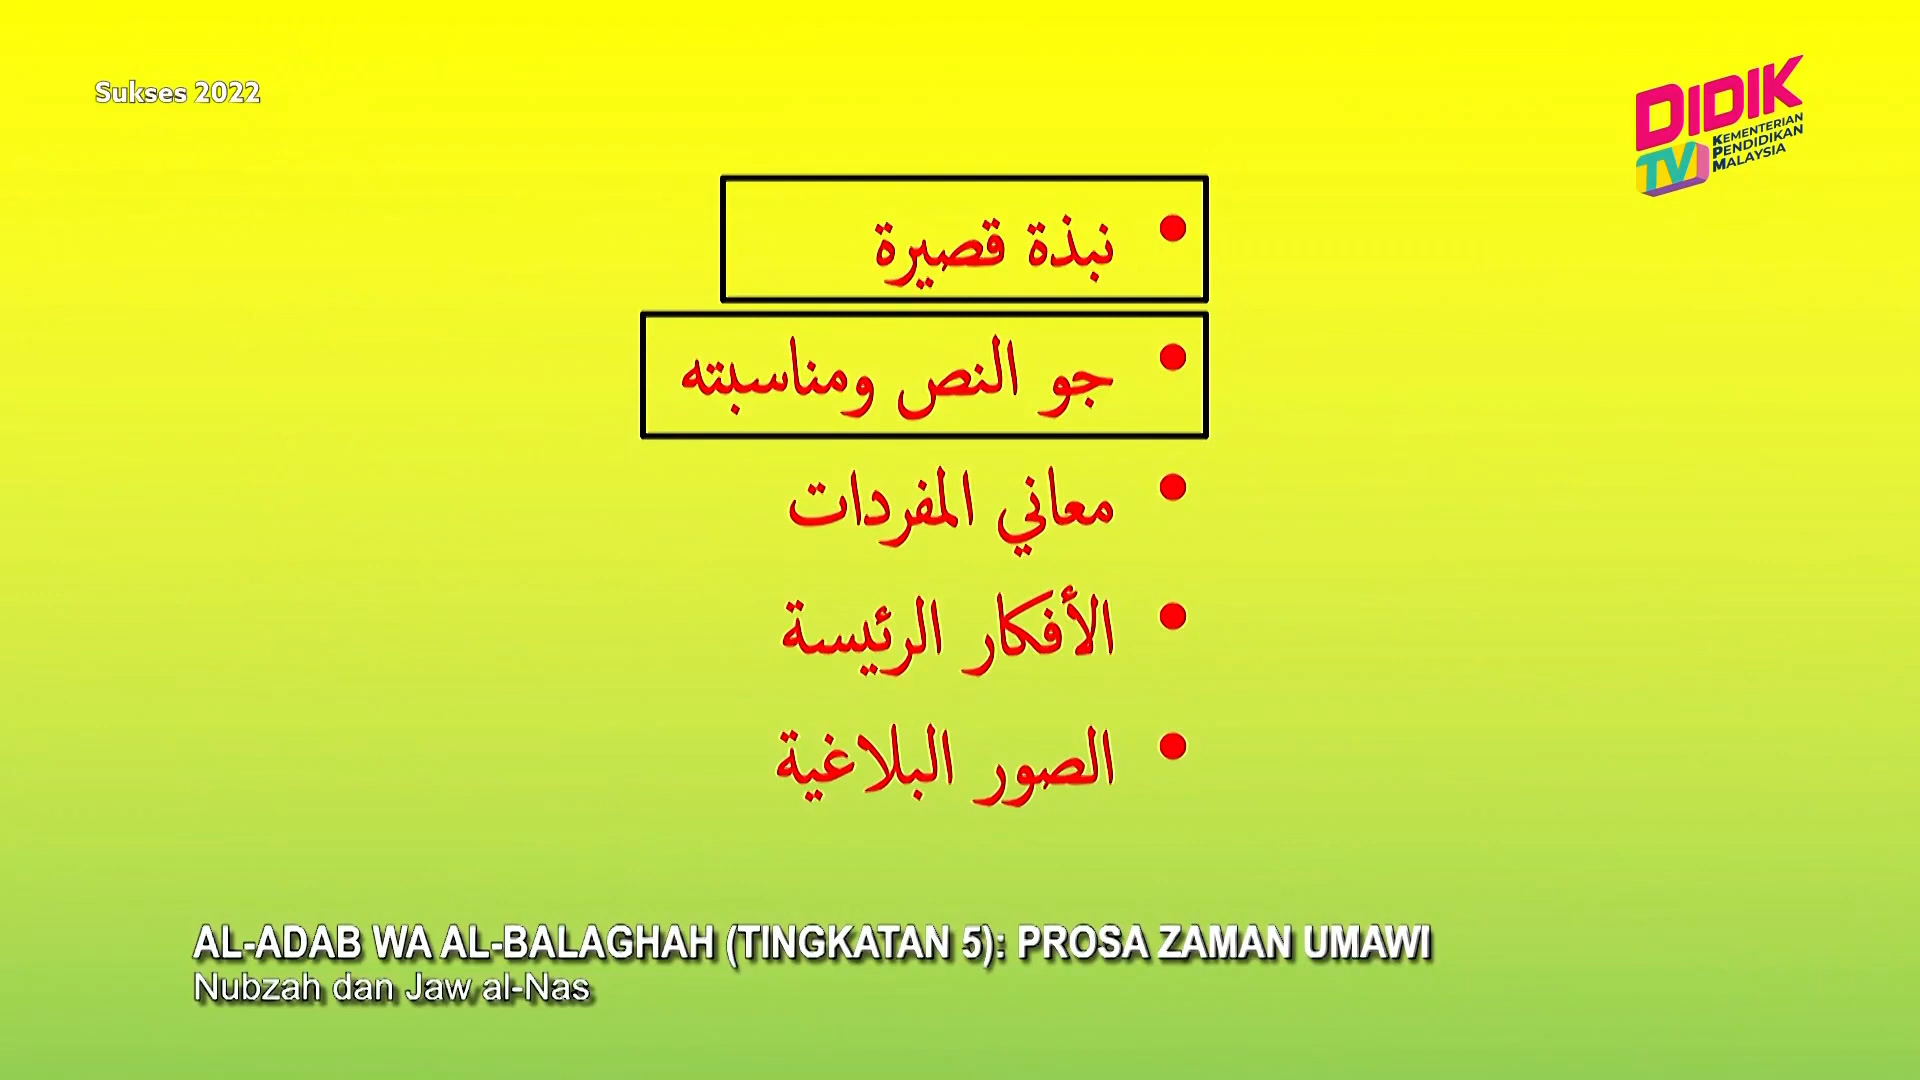 Sukses 2022
DIDIK
TV
KEMENTERIAN
PENDIDIKAN
MALAYSIA
• نبذة قصيرة
• جو النص ومناسبته
• معاني المفردات
• الأفكار الرئيسة
• الصور البلاغية
AL-ADAB WA AL-BALAGHAH (TINGKATAN 5): PROSA ZAMAN UMAWI
Nubzah dan Jaw al-Nas